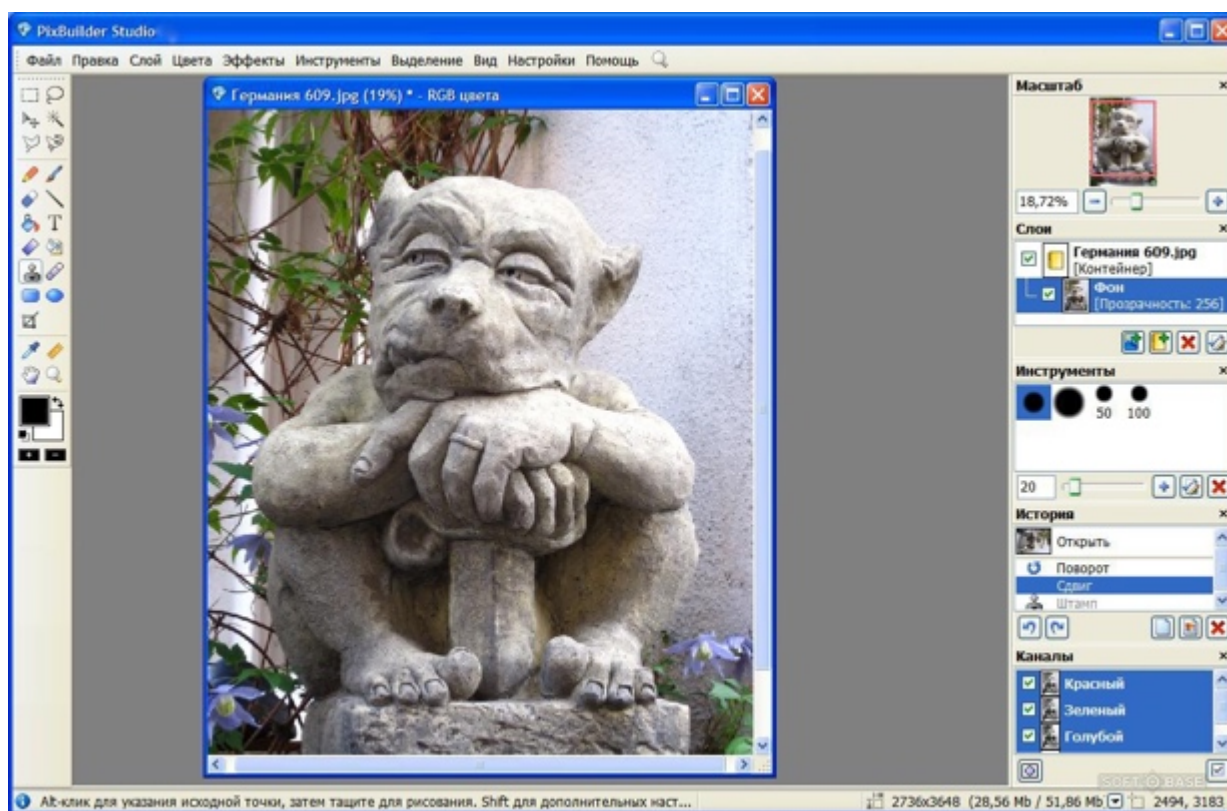 PixBuilder Studio
Файл Правка Слой Цвета Эффекты Инструменты Выделение Вид Настройки Помощь
Германия 609.jpg (19%) * - RGB цвета
Масштаб
18,72%
Слои
Германия 609.jpg
[Контейнер]
Фон
[Прозрачность: 256]
Инструменты
50 100
20
История
Открыть
Поворот
Сдвиг
Штамп
Каналы
Красный
Зеленый
Голубой
SOFT BASE
Alt-клик для указания исходной точки, затем тащите для рисования. Shift для дополнительных наст...
2736x3648 (28,56 Mb / 51,86 Mb)
2494, 3183